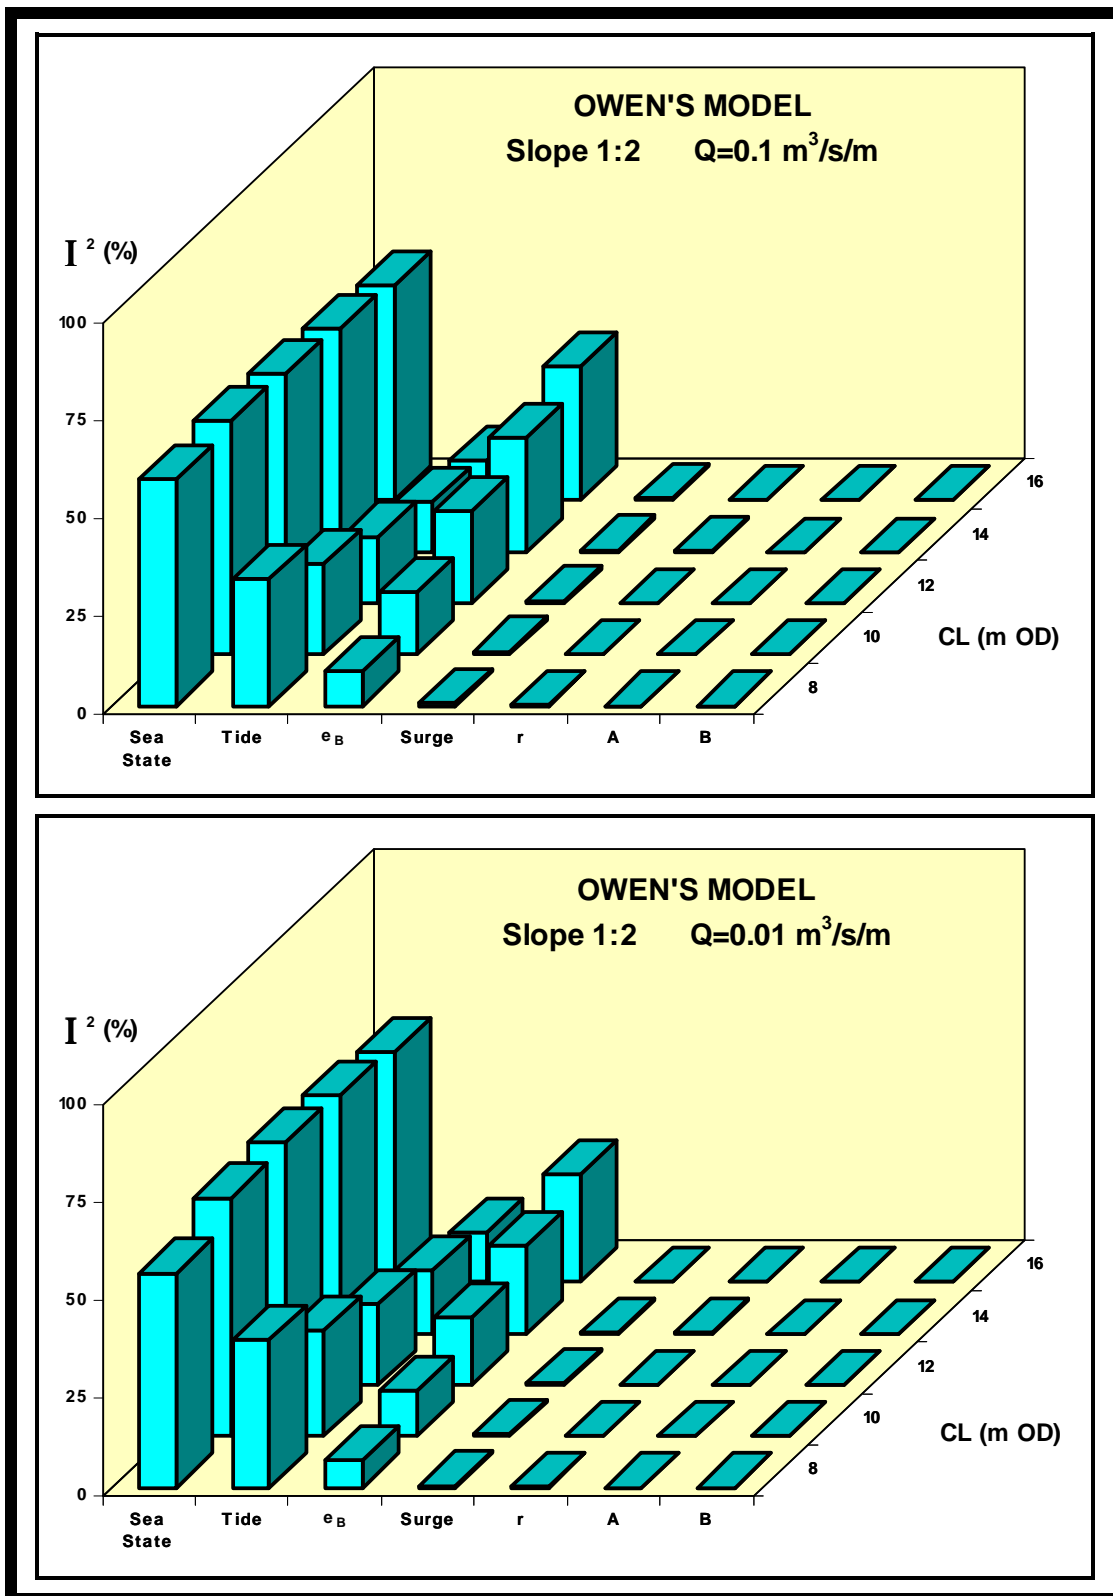 OWEN'S MODEL
Slope 1:2 Q=0.1 m³/s/m
I ² (%)
100
75
50
25
0
16
14
12
10
8
CL (m OD)
Sea State Tide e B Surge r A B
OWEN'S MODEL
Slope 1:2 Q=0.01 m³/s/m
I ² (%)
100
75
50
25
0
16
14
12
10
8
CL (m OD)
Sea State Tide e B Surge r A B